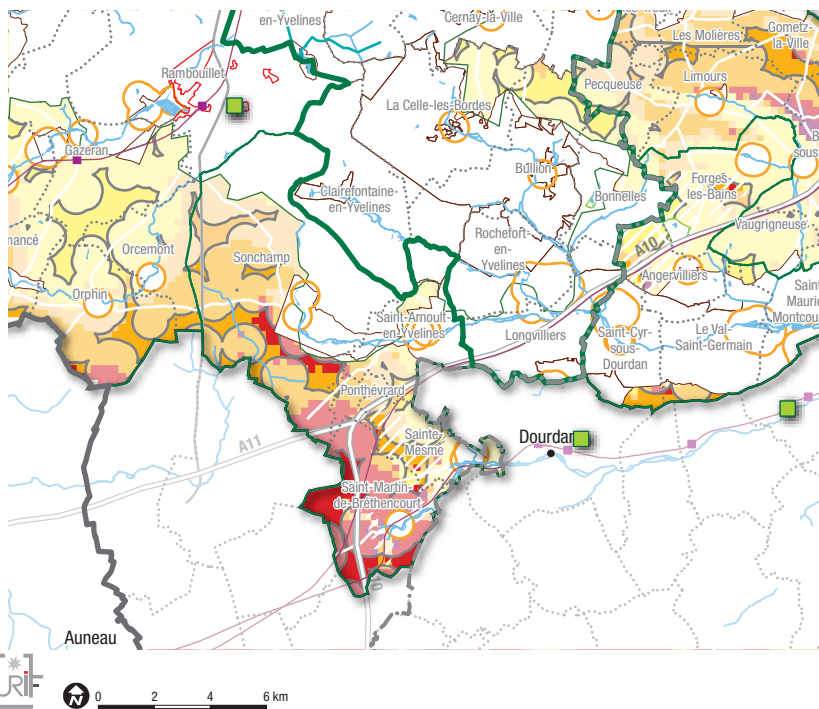 en-Yvelines
Cernay-la-Ville
Les Molières
Gometz-
la-Ville
Rambouillet
Pecqueuse
Limours
La Celle-les-Bordes
Gazeran
Bullion
Forges-
les-Bains
Clairefontaine-
en-Yvelines
Bonnelles
Vaugrigneuse
Rochefort-
en-
Yvelines
A10
Orcemont
Sonchamp
Angervilliers
Orphin
Saint-Arnoult-
en-Yvelines
Longvilliers
Saint-Cyr-
sous-
Dourdan
Le Val-
Saint-Germain
Ponthévrard
A11
Sainte-
Mesme
Dourdan
Saint-Martin-
de-Bréthencourt
Auneau
N
0 2 4 6 km